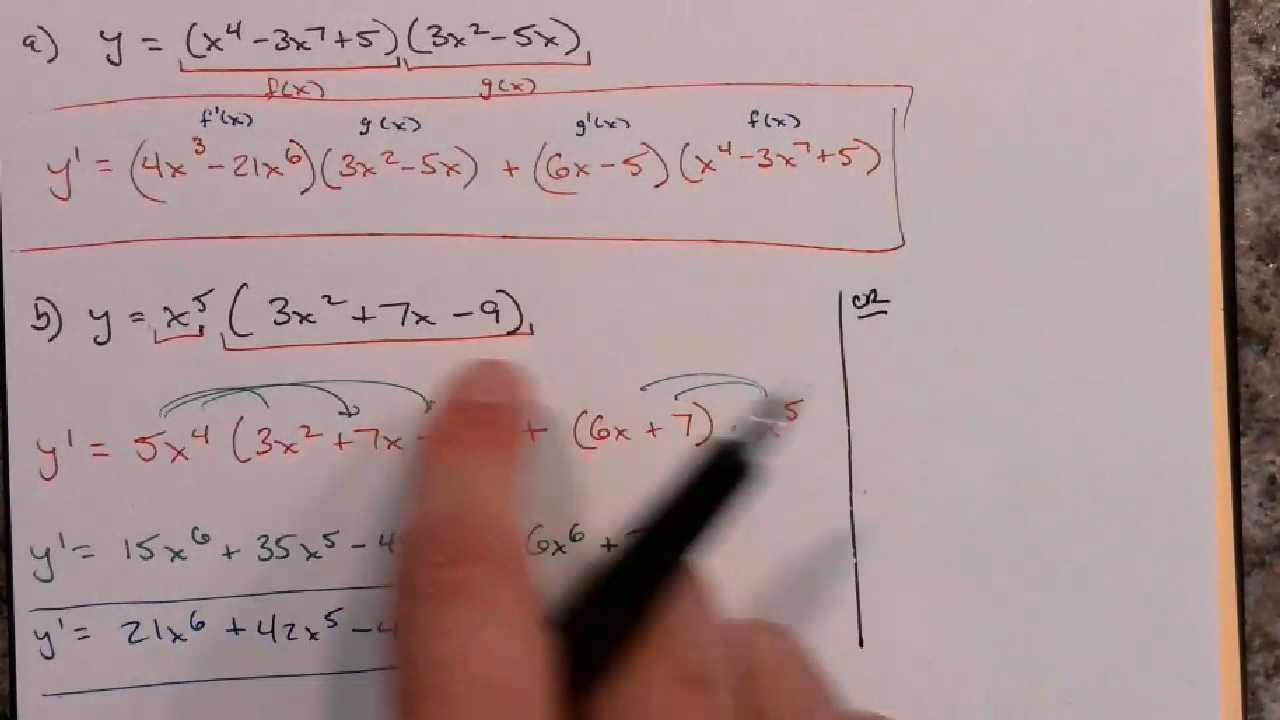 a) y = (x⁴ - 3x⁷ + 5)(3x² - 5x)
f(x) g(x)
f'(x) g(x) g'(x) f(x)
y' = (4x³ - 21x⁶)(3x² - 5x) + (6x - 5)(x⁴ - 3x⁷ + 5)
b) y = x⁵ (3x² + 7x - 9)
or
y' = 5x⁴ (3x² + 7x + (6x + 7) · ⁵
y' = 15x⁶ + 35x⁵ - 4 6x⁶ +
y' = 21x⁶ + 42x⁵ - 4